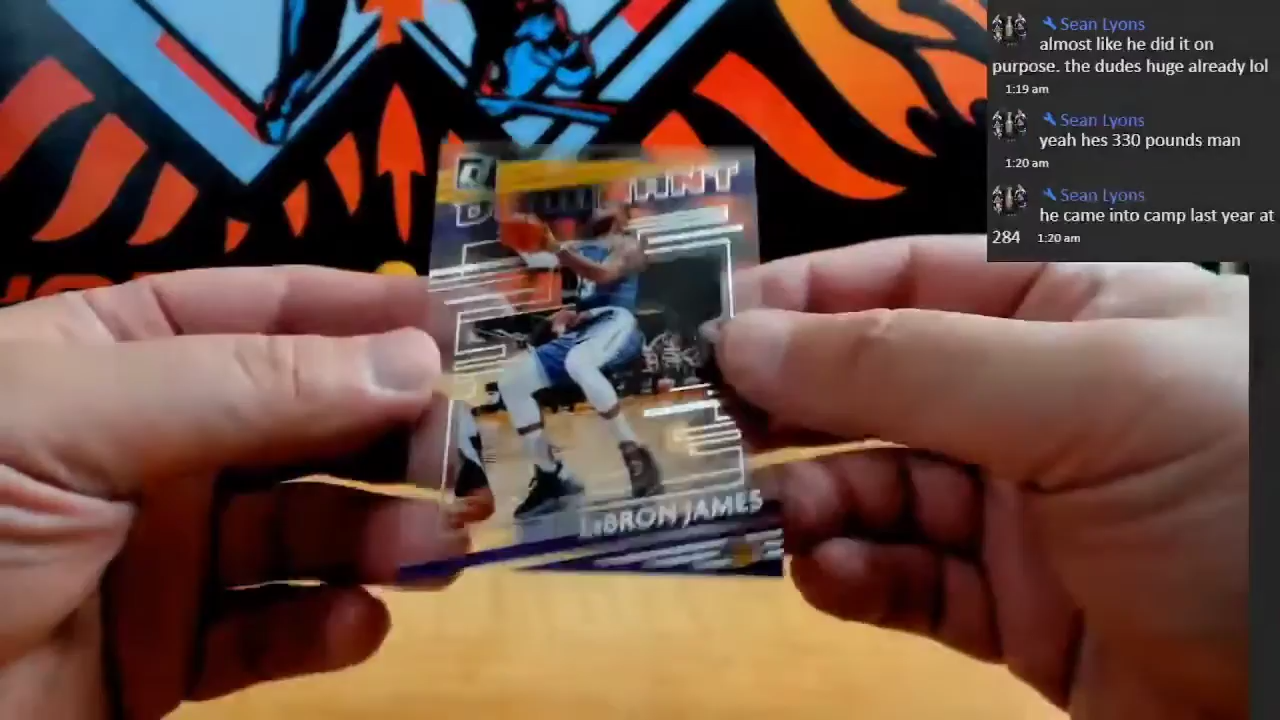 Sean Lyons
almost like he did it on
purpose. the dudes huge already lol
1:19 am
Sean Lyons
yeah hes 330 pounds man
1:20 am
Sean Lyons
he came into camp last year at
284 1:20 am
LeBRON JAMES